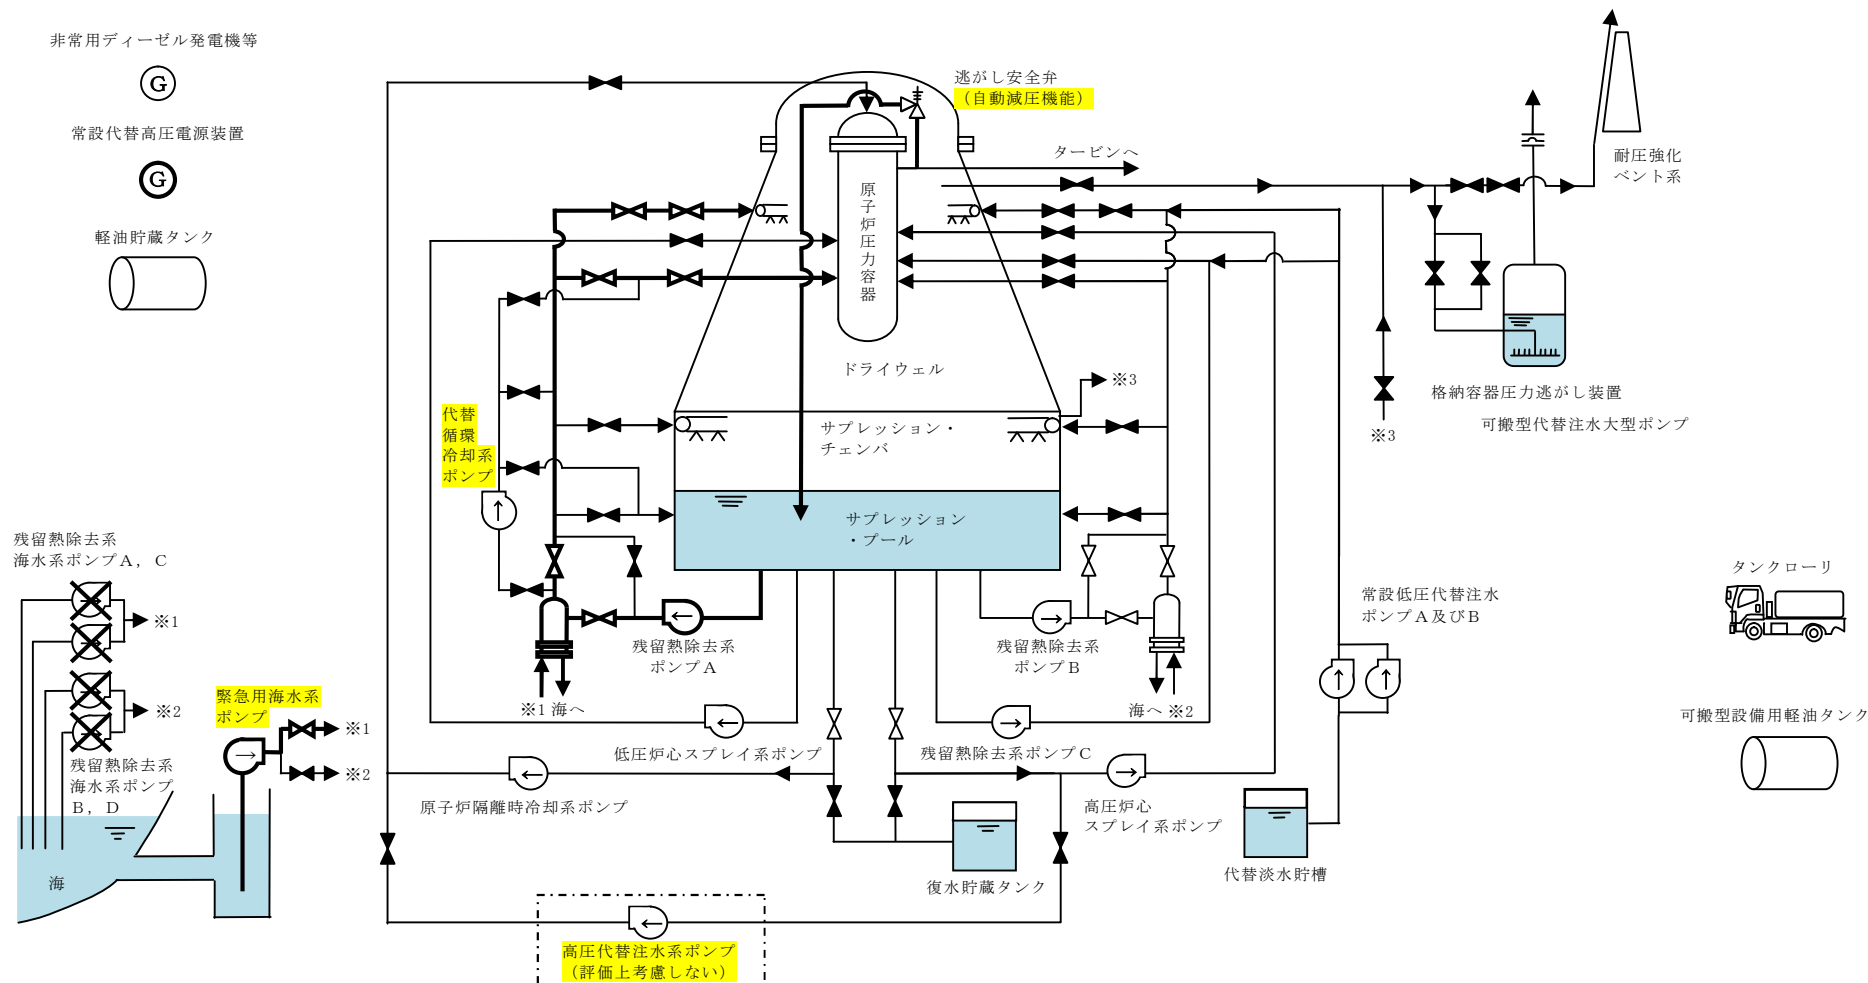 非常用ディーゼル発電機等
G
常設代替高圧電源装置
G
軽油貯蔵タンク
逃がし安全弁
（自動減圧機能）
タービンへ
耐圧強化
ベント系
原子炉圧力容器
ドライウェル
※3
格納容器圧力逃がし装置
可搬型代替注水大型ポンプ
※3
代替
循環
冷却系
ポンプ
サプレッション・
チェンバ
サプレッション
・プール
残留熱除去系
海水系ポンプA，C
※1
※2
残留熱除去系
海水系ポンプ
B，D
緊急用海水系
ポンプ
※1
※2
海
残留熱除去系
ポンプA
※1 海へ
残留熱除去系
ポンプB
海へ ※2
低圧炉心スプレイ系ポンプ
残留熱除去系ポンプC
原子炉隔離時冷却系ポンプ
高圧炉心
スプレイ系ポンプ
復水貯蔵タンク
高圧代替注水系ポンプ
（評価上考慮しない）
常設低圧代替注水
ポンプA及びB
代替淡水貯槽
タンクローリ
可搬型設備用軽油タンク